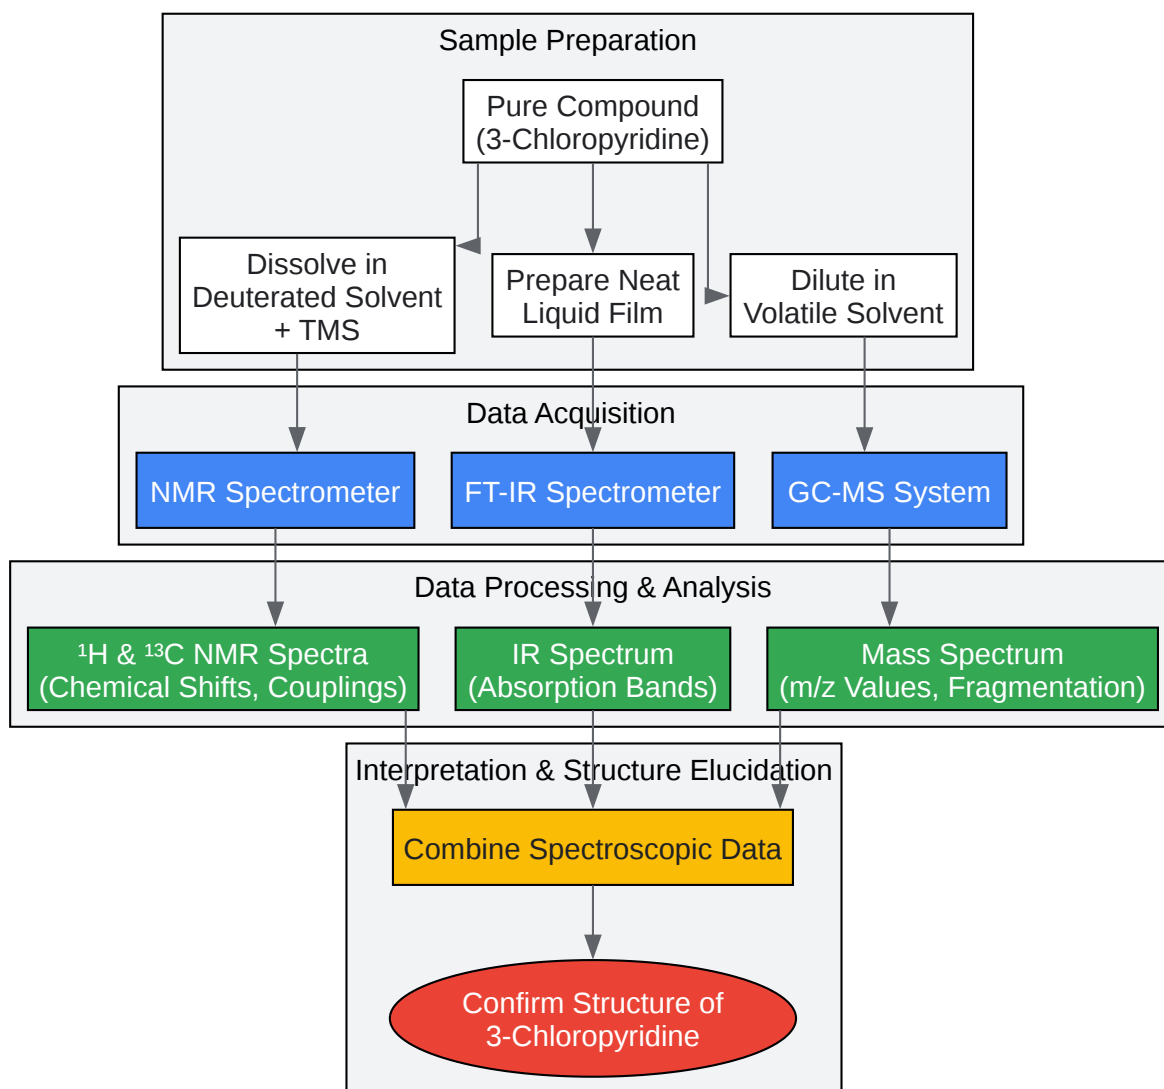 Sample Preparation
Pure Compound
(3-Chloropyridine)
Dissolve in
Deuterated Solvent
+ TMS
Prepare Neat
Liquid Film
Dilute in
Volatile Solvent
Data Acquisition
NMR Spectrometer
FT-IR Spectrometer
GC-MS System
Data Processing & Analysis
¹H & ¹³C NMR Spectra
(Chemical Shifts, Couplings)
IR Spectrum
(Absorption Bands)
Mass Spectrum
(m/z Values, Fragmentation)
Interpretation & Structure Elucidation
Combine Spectroscopic Data
Confirm Structure of
3-Chloropyridine